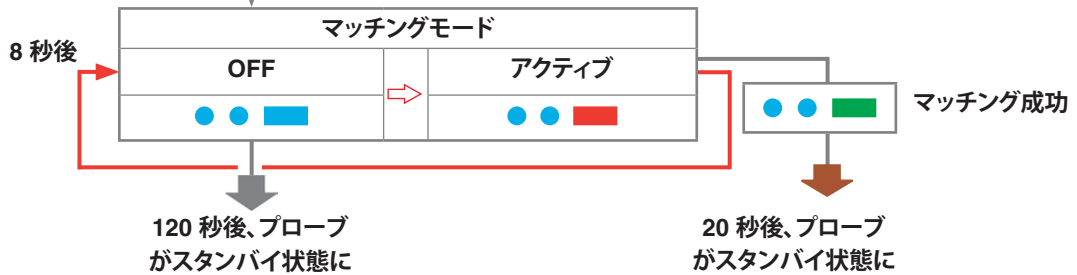 マッチングモード
8 秒後
OFF
アクティブ
マッチング成功
120 秒後、プローブ
がスタンバイ状態に
20 秒後、プローブ
がスタンバイ状態に